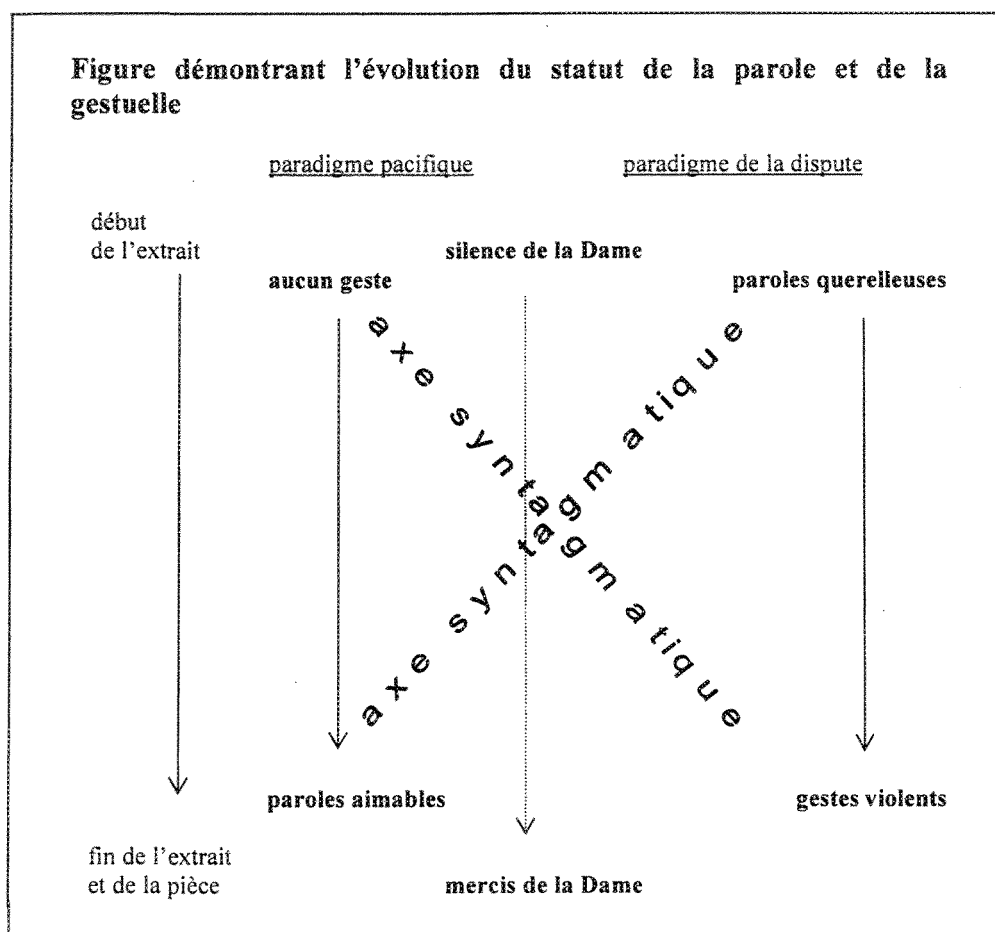 Figure démontrant l'évolution du statut de la parole et de la
gestuelle
paradigme pacifique
paradigme de la dispute
début
de l'extrait
silence de la Dame
aucun geste
paroles querelleuses
axe syntagmatique
axe syntagmatique
paroles aimables
gestes violents
fin de l'extrait
et de la pièce
mercis de la Dame